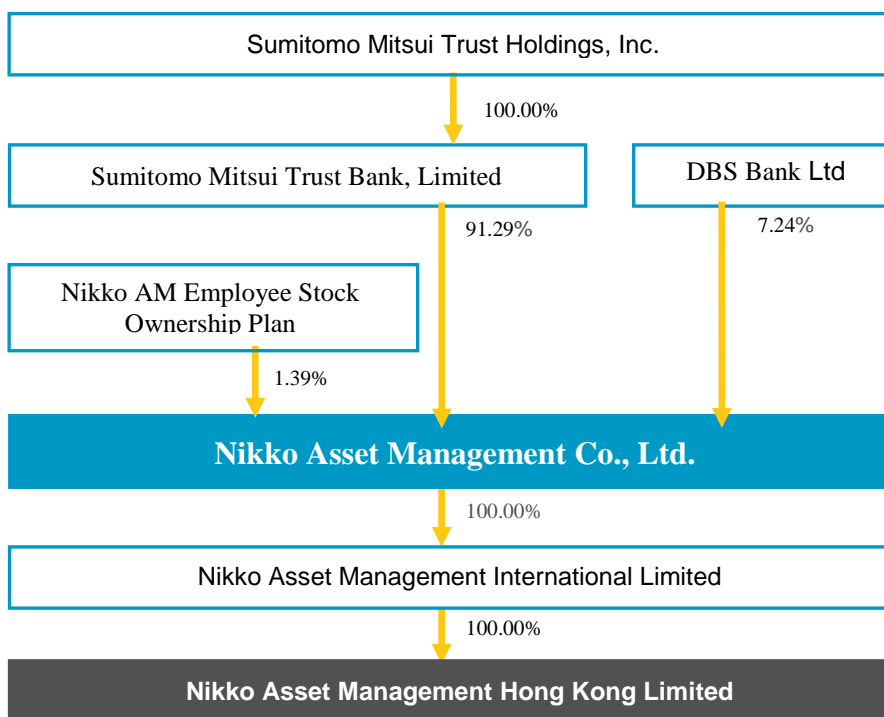 Sumitomo Mitsui Trust Holdings, Inc.
100.00%
Sumitomo Mitsui Trust Bank, Limited
DBS Bank Ltd
91.29%
7.24%
Nikko AM Employee Stock
Ownership Plan
1.39%
Nikko Asset Management Co., Ltd.
100.00%
Nikko Asset Management International Limited
100.00%
Nikko Asset Management Hong Kong Limited